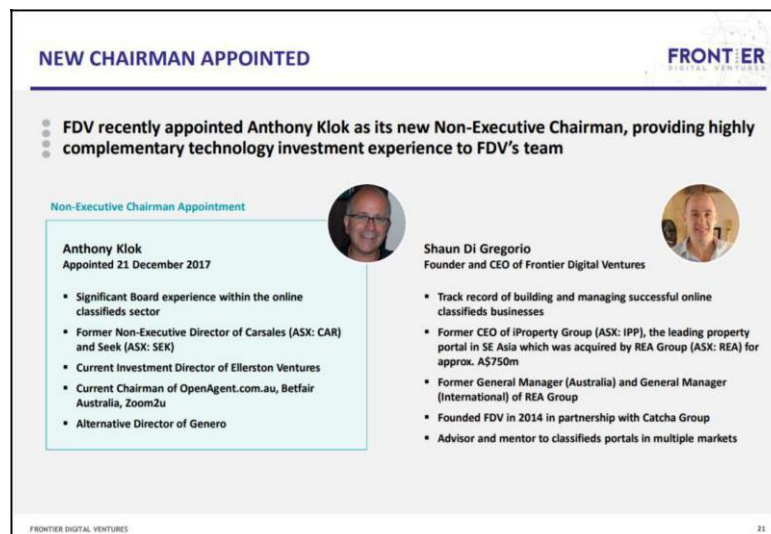 NEW CHAIRMAN APPOINTED
FRONTIER
DIGITAL VENTURES
FDV recently appointed Anthony Klok as its new Non-Executive Chairman, providing highly
complementary technology investment experience to FDV's team
Non-Executive Chairman Appointment
Anthony Klok
Appointed 21 December 2017
▪ Significant Board experience within the online
classifieds sector
▪ Former Non-Executive Director of Carsales (ASX: CAR)
and Seek (ASX: SEK)
▪ Current Investment Director of Ellerston Ventures
▪ Current Chairman of OpenAgent.com.au, Betfair
Australia, Zoom2u
▪ Alternative Director of Genero
Shaun Di Gregorio
Founder and CEO of Frontier Digital Ventures
▪ Track record of building and managing successful online
classifieds businesses
▪ Former CEO of iProperty Group (ASX: IPP), the leading property
portal in SE Asia which was acquired by REA Group (ASX: REA) for
approx. A$750m
▪ Former General Manager (Australia) and General Manager
(International) of REA Group
▪ Founded FDV in 2014 in partnership with Catcha Group
▪ Advisor and mentor to classifieds portals in multiple markets
FRONTIER DIGITAL VENTURES
21